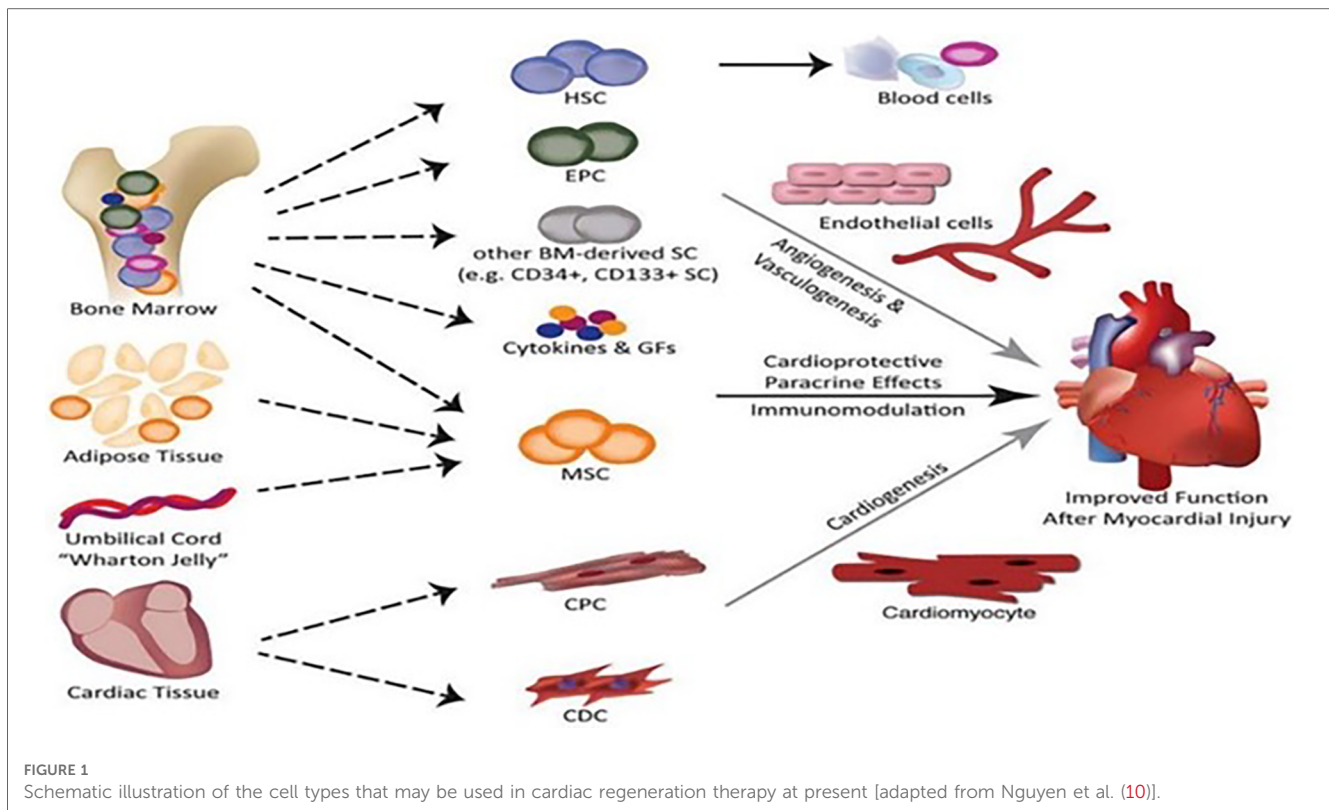 HSC
Blood cells
EPC
Endothelial cells
other BM-derived SC
(e.g. CD34+, CD133+ SC)
Angiogenesis &
Vasculogenesis
Bone Marrow
Cytokines & GFs
Cardioprotective
Paracrine Effects
Immunomodulation
Adipose Tissue
MSC
Improved Function
After Myocardial Injury
Umbilical Cord
“Wharton Jelly”
Cardiogenesis
CPC
Cardiomyocyte
Cardiac Tissue
CDC
FIGURE 1
Schematic illustration of the cell types that may be used in cardiac regeneration therapy at present [adapted from Nguyen et al. (10)].